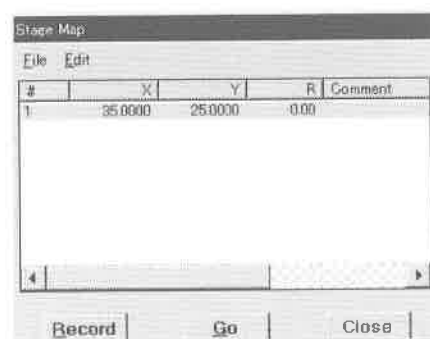 Stage Map
File Edit
# X Y R Comment
1 35.0000 25.0000 0.00
Record Go Close